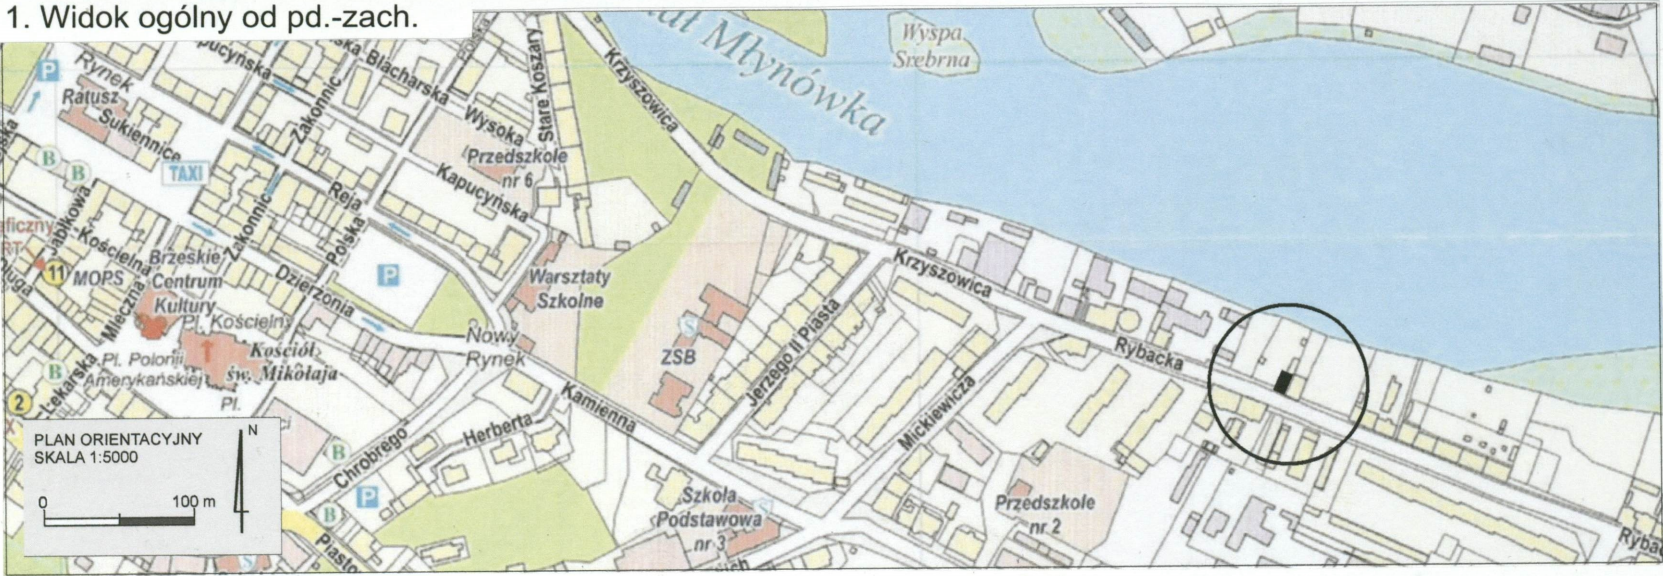 1. Widok ogólny od pd.-zach.
Rynek
Ratusz
Sukiennice
P
B
B
TAXI
Zakonnic
Blacharska
Wysoka
Stare Koszary
Przedszkole
nr 6
Kapucyńska
Krzyszowica
Młynówka
Wyspa
Srebrna
Reja
Polska
Zakonnic
Kościelna
11
MOPS
Mleczna
Brzeskie
Centrum
Kultury
Dzierżonia
P
Pl. Kościelny
Pl. Polonii
Amerykańskiej
Kościół
św. Mikołaja
Pl.
B
Lekarska
2
Nowy
Rynek
Warsztaty
Szkolne
ZSB
S
Jerzego II Piasta
Krzyszowica
Rybacka
Mickiewicza
Kamienna
Herberta
Chrobrego
B
P
B
Szkoła
Podstawowa
nr 3
Przedszkole
nr 2
PLAN ORIENTACYJNY
SKALA 1:5000
0 100 m
N